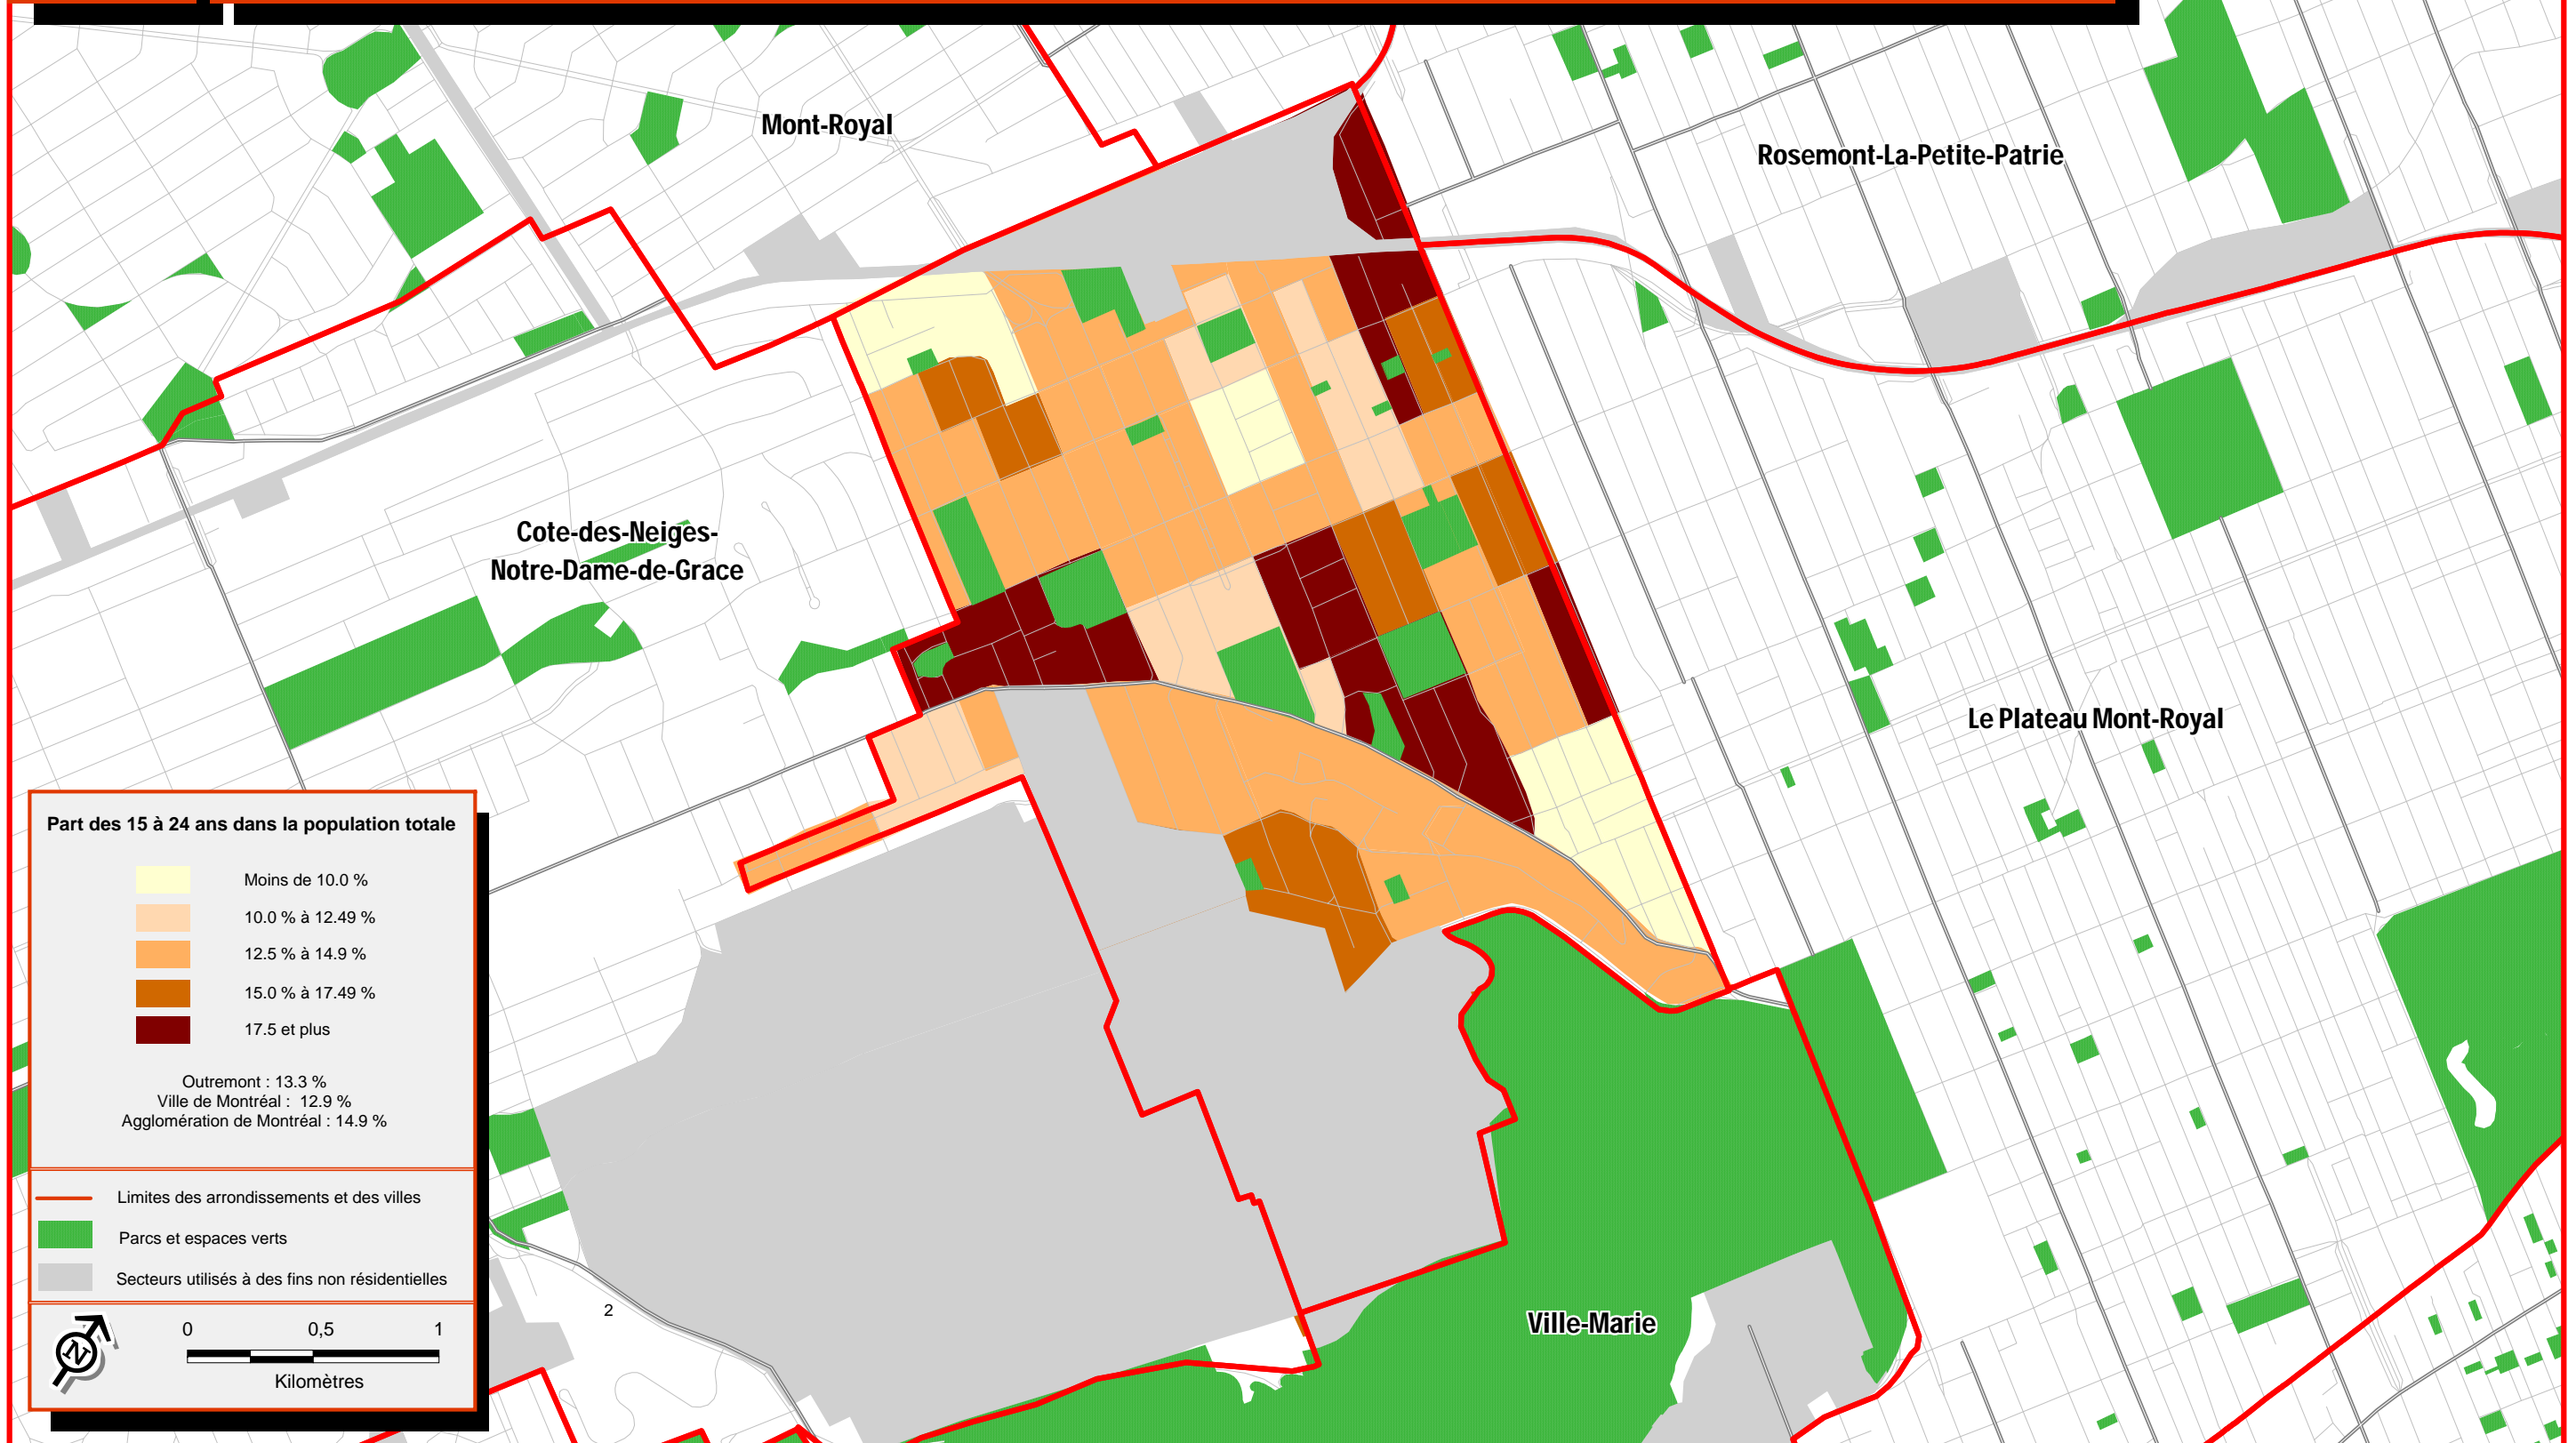 Mont-Royal
Rosemont-La-Petite-Patrie
Cote-des-Neiges-
Notre-Dame-de-Grace
Le Plateau Mont-Royal
Ville-Marie
Part des 15 à 24 ans dans la population totale
Moins de 10.0 %
10.0 % à 12.49 %
12.5 % à 14.9 %
15.0 % à 17.49 %
17.5 et plus
Outremont : 13.3 %
Ville de Montréal : 12.9 %
Agglomération de Montréal : 14.9 %
Limites des arrondissements et des villes
Parcs et espaces verts
Secteurs utilisés à des fins non résidentielles
N
0 0,5 1
Kilomètres
2